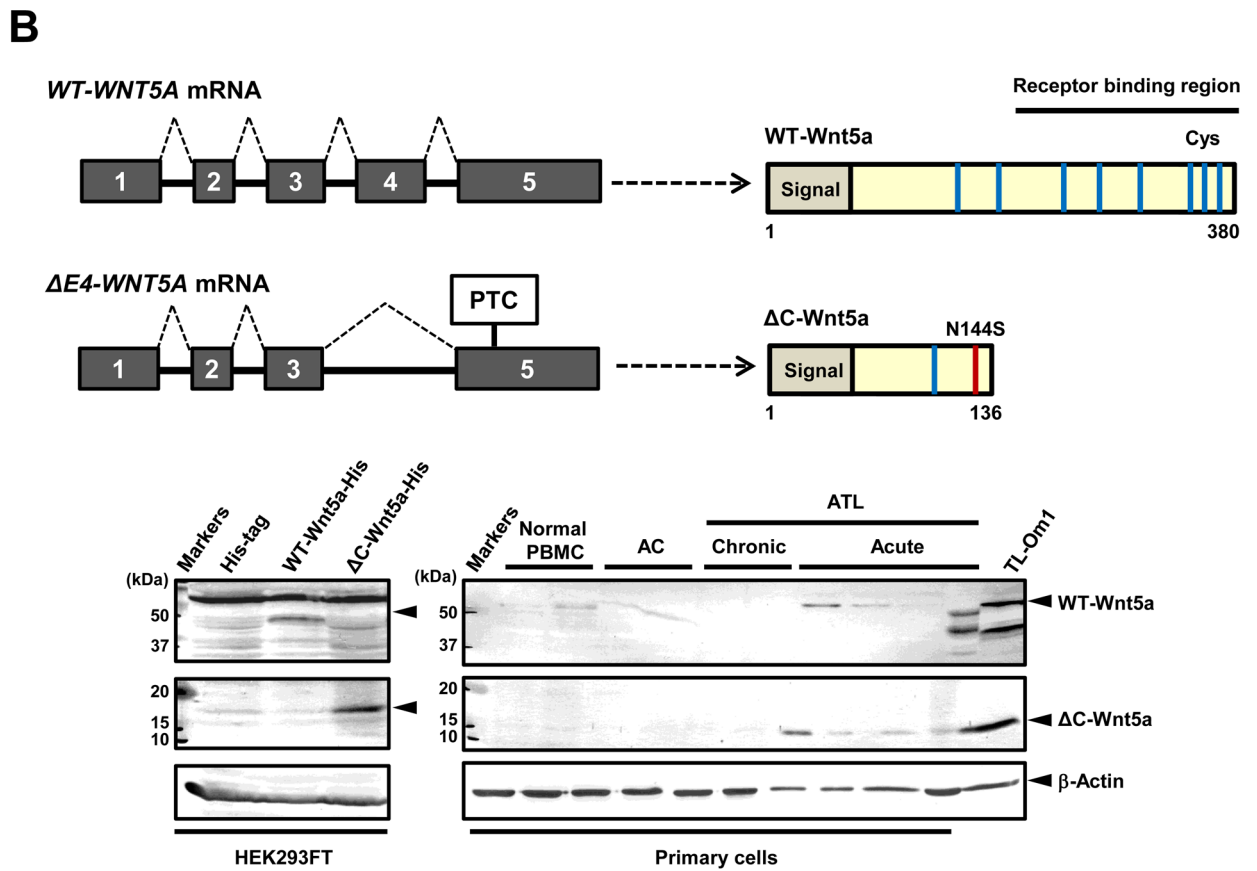 B
WT-WNT5A mRNA
1 2 3 4 5
Receptor binding region
WT-Wnt5a
Cys
Signal
1 380
ΔE4-WNT5A mRNA
PTC
1 2 3 5
ΔC-Wnt5a
N144S
Signal
1 136
Markers
His-tag
WT-Wnt5a-His
ΔC-Wnt5a-His
(kDa)
50
37
20
15
10
HEK293FT
Markers
Normal
PBMC
AC
ATL
Chronic
Acute
TL-Om1
(kDa)
50
37
WT-Wnt5a
20
15
10
ΔC-Wnt5a
β-Actin
Primary cells